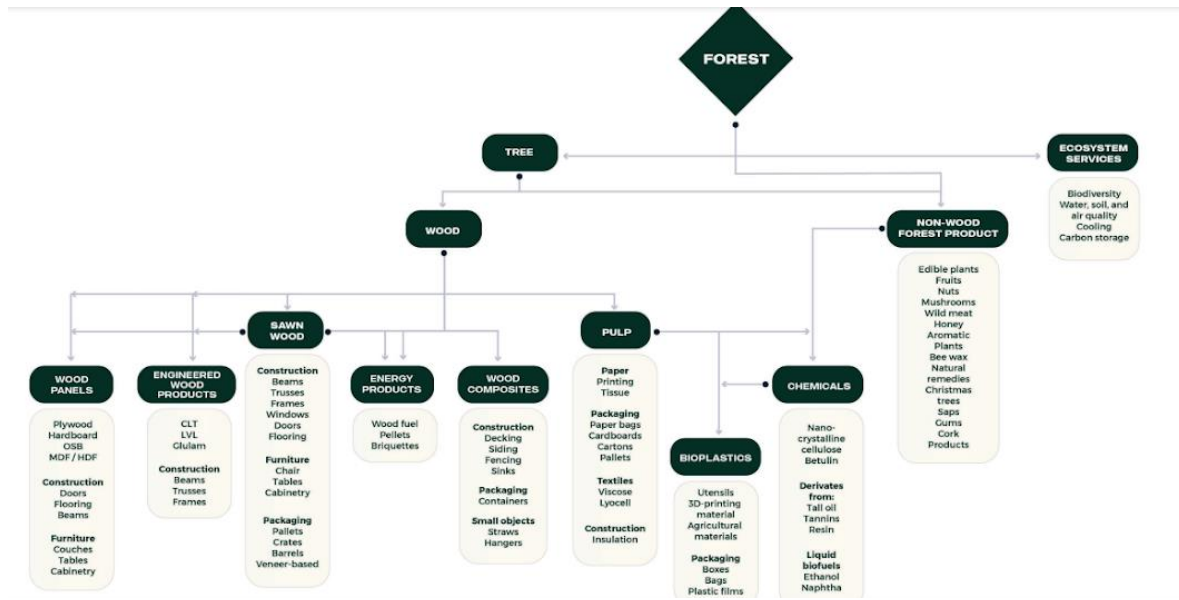 FOREST
TREE
ECOSYSTEM
SERVICES
Biodiversity
Water, soil, and
air quality
Cooling
Carbon storage
WOOD
NON-WOOD
FOREST PRODUCT
Edible plants
Fruits
Nuts
Mushrooms
Wild meat
Honey
Aromatic
Plants
Bee wax
Natural
remedies
Christmas
trees
Saps
Gums
Cork
Products
WOOD
PANELS
Plywood
Hardboard
OSB
MDF / HDF
Construction
Doors
Flooring
Beams
Furniture
Couches
Tables
Cabinetry
ENGINEERED
WOOD
PRODUCTS
CLT
LVL
Glulam
Construction
Beams
Trusses
Frames
SAWN
WOOD
Construction
Beams
Trusses
Frames
Windows
Doors
Flooring
Furniture
Chair
Tables
Cabinetry
Packaging
Pallets
Crates
Barrels
Veneer-based
ENERGY
PRODUCTS
Wood fuel
Pellets
Briquettes
WOOD
COMPOSITES
Construction
Decking
Siding
Fencing
Sinks
Packaging
Containers
Small objects
Straws
Hangers
PULP
Paper
Printing
Tissue
Packaging
Paper bags
Cardboards
Cartons
Pallets
Textiles
Viscose
Lyocell
Construction
Insulation
BIOPLASTICS
Utensils
3D-printing
material
Agricultural
materials
Packaging
Boxes
Bags
Plastic films
CHEMICALS
Nano-
crystalline
cellulose
Betulin
Derivates
from:
Tall oil
Tannins
Resin
Liquid
biofuels
Ethanol
Naphtha